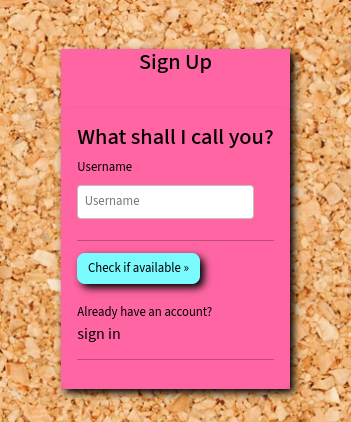 Sign Up
What shall I call you?
Username
Username
Check if available »
Already have an account?
sign in